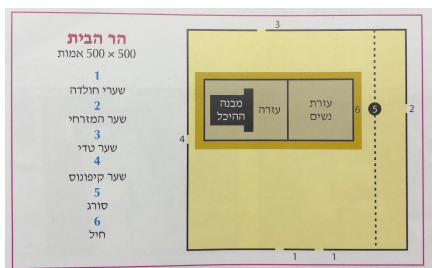 הר הבית
500 × 500 אמות
1
שערי חולדה
2
שער המזרחי
3
שער טדי
4
שער קיפונוס
5
סורג
6
חיל
3
עזרת
נשים
עזרה
מבנה
ההיכל
6
5
2
4
1
1